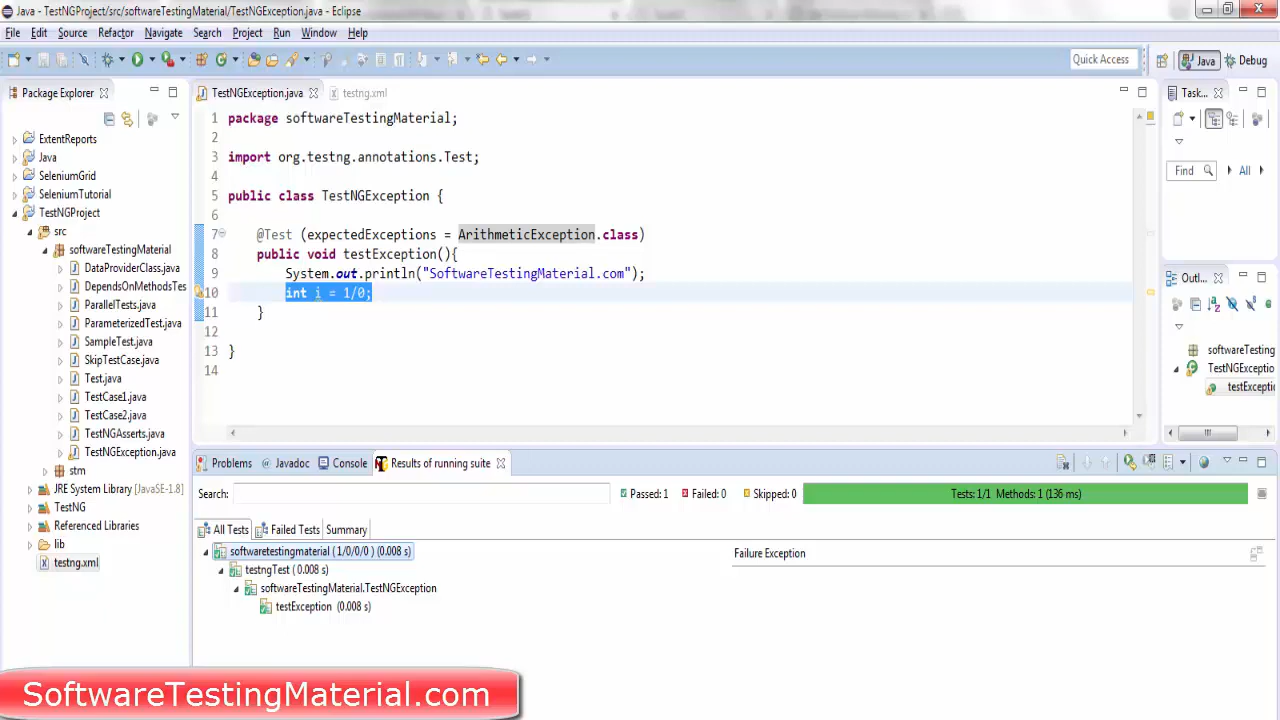 Java - TestNGProject/src/softwareTestingMaterial/TestNGException.java - Eclipse
File Edit Source Refactor Navigate Search Project Run Window Help
Quick Access Java Debug
Package Explorer
ExtentReports
Java
SeleniumGrid
SeleniumTutorial
TestNGProject
src
softwareTestingMaterial
DataProviderClass.java
DependsOnMethodsTes
ParallelTests.java
ParameterizedTest.java
SampleTest.java
SkipTestCase.java
Test.java
TestCase1.java
TestCase2.java
TestNGAsserts.java
TestNGException.java
stm
JRE System Library [JavaSE-1.8]
TestNG
Referenced Libraries
lib
testng.xml
TestNGException.java testng.xml
1 package softwareTestingMaterial;
2
3 import org.testng.annotations.Test;
4
5 public class TestNGException {
6
7 @Test (expectedExceptions = ArithmeticException.class)
8 public void testException(){
9 System.out.println("SoftwareTestingMaterial.com");
10 int i = 1/0;
11 }
12
13 }
14
Task...
Find All
Outl...
softwareTesting
TestNGExceptio
testExcepti
Problems Javadoc Console Results of running suite
Search: Passed: 1 Failed: 0 Skipped: 0 Tests: 1/1 Methods: 1 (136 ms)
All Tests Failed Tests Summary
softwaretestingmaterial ( 1/0/0/0 ) (0.008 s)
testngTest ( 0.008 s)
softwareTestingMaterial.TestNGException
testException (0.008 s)
Failure Exception
SoftwareTestingMaterial.com